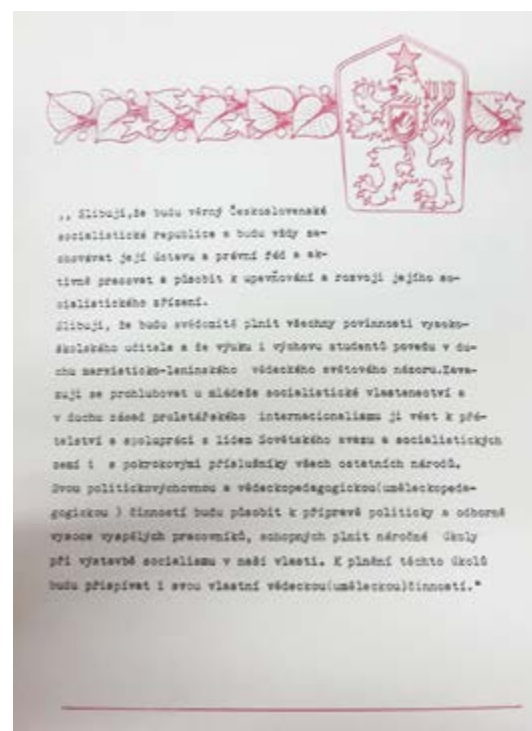 ,, Slibuji,že budu věrný Československé
socialistické republice a budu vždy za-
chovávat její ústavu a právní řád a ak-
tivně pracovat a působit k upevňování a rozvoji jejího so-
cialistického zřízení.
Slibuji, že budu svědomitě plnit všechny povinnosti vysoko-
školského učitele a že výuku i výchovu studentů povedu v du-
chu marxisticko-leninského vědeckého světového názoru.Zava-
zuji se prohlubovat u mládeže socialistické vlastenectví a
v duchu zásad proletářského internacionalismu ji vést k přá-
telství a spolupráci s lidem Sovětského svazu a socialistických
zemí i s pokrokovými příslušníky všech ostatních národů.
Svou politickovýchovnou a vědeckopedagogickou(uměleckopeda-
gogickou ) činností budu působit k přípravě politicky a odborně
vysoce vyspělých pracovníků, schopných plnit náročné úkoly
při výstavbě socialismu v naší vlasti. K plnění těchto úkolů
budu přispívat i svou vlastní vědeckou(uměleckou)činností."